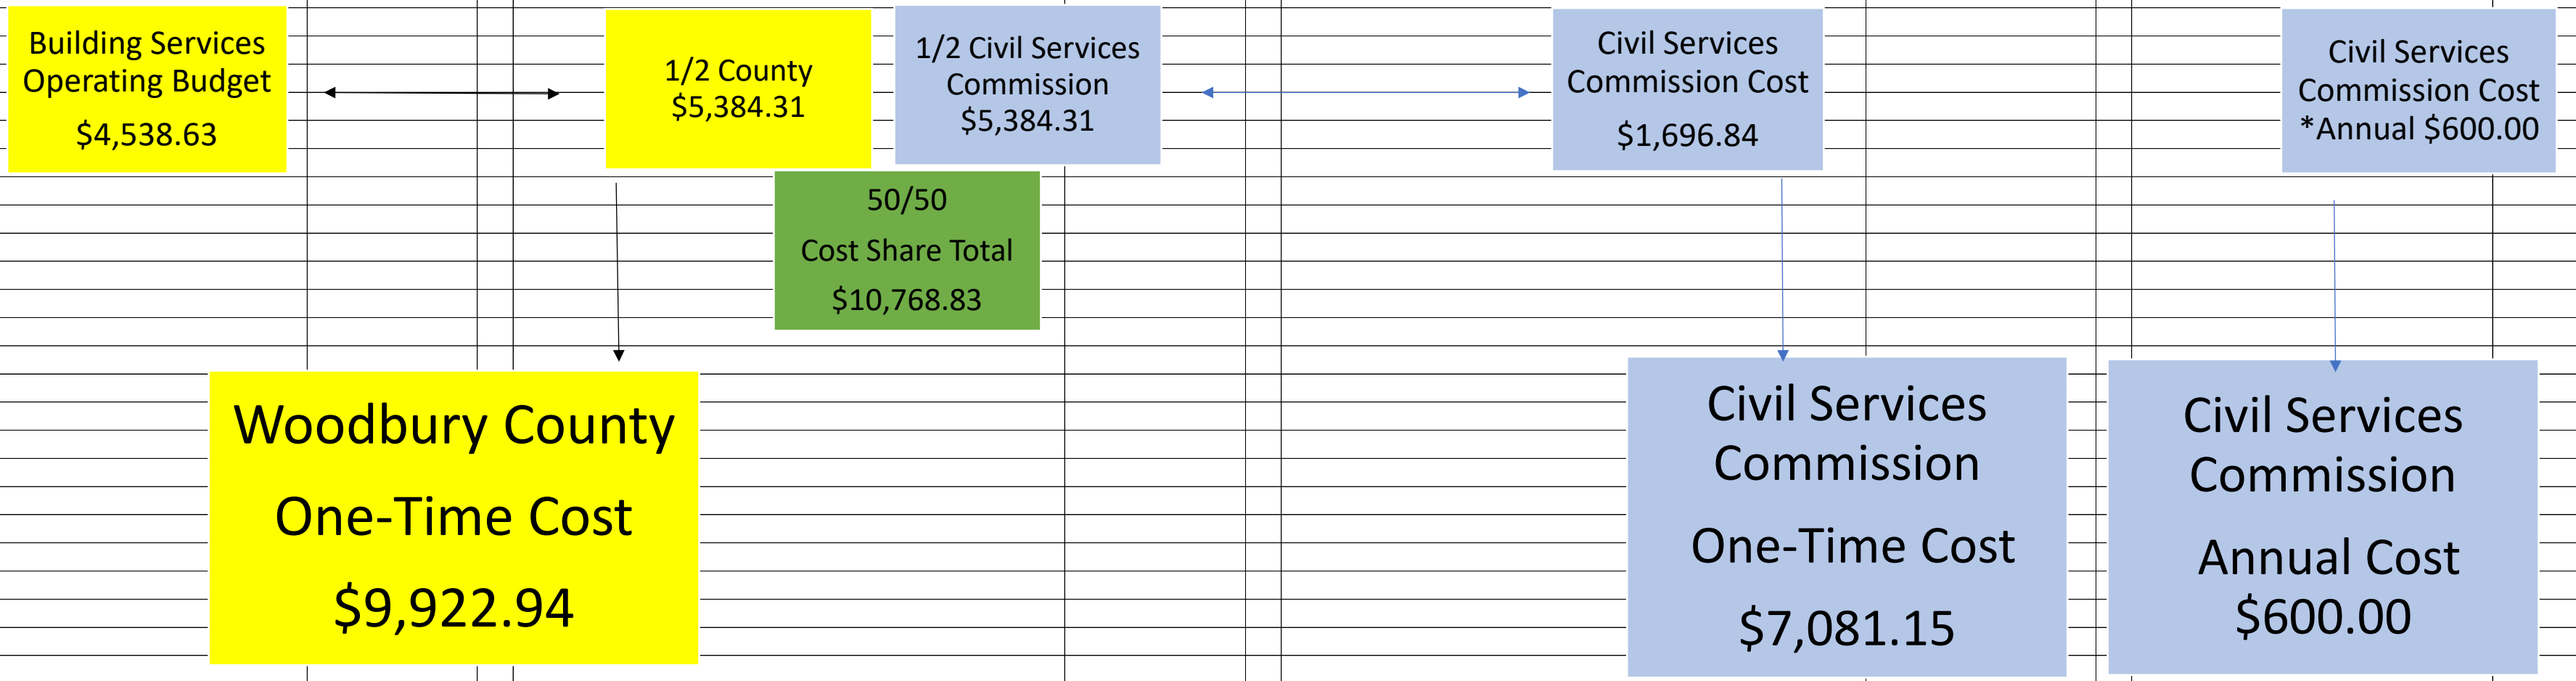 Building Services
Operating Budget
$4,538.63
1/2 County
$5,384.31
1/2 Civil Services
Commission
$5,384.31
Civil Services
Commission Cost
$1,696.84
Civil Services
Commission Cost
*Annual $600.00
50/50
Cost Share Total
$10,768.83
Woodbury County
One-Time Cost
$9,922.94
Civil Services
Commission
One-Time Cost
$7,081.15
Civil Services
Commission
Annual Cost
$600.00